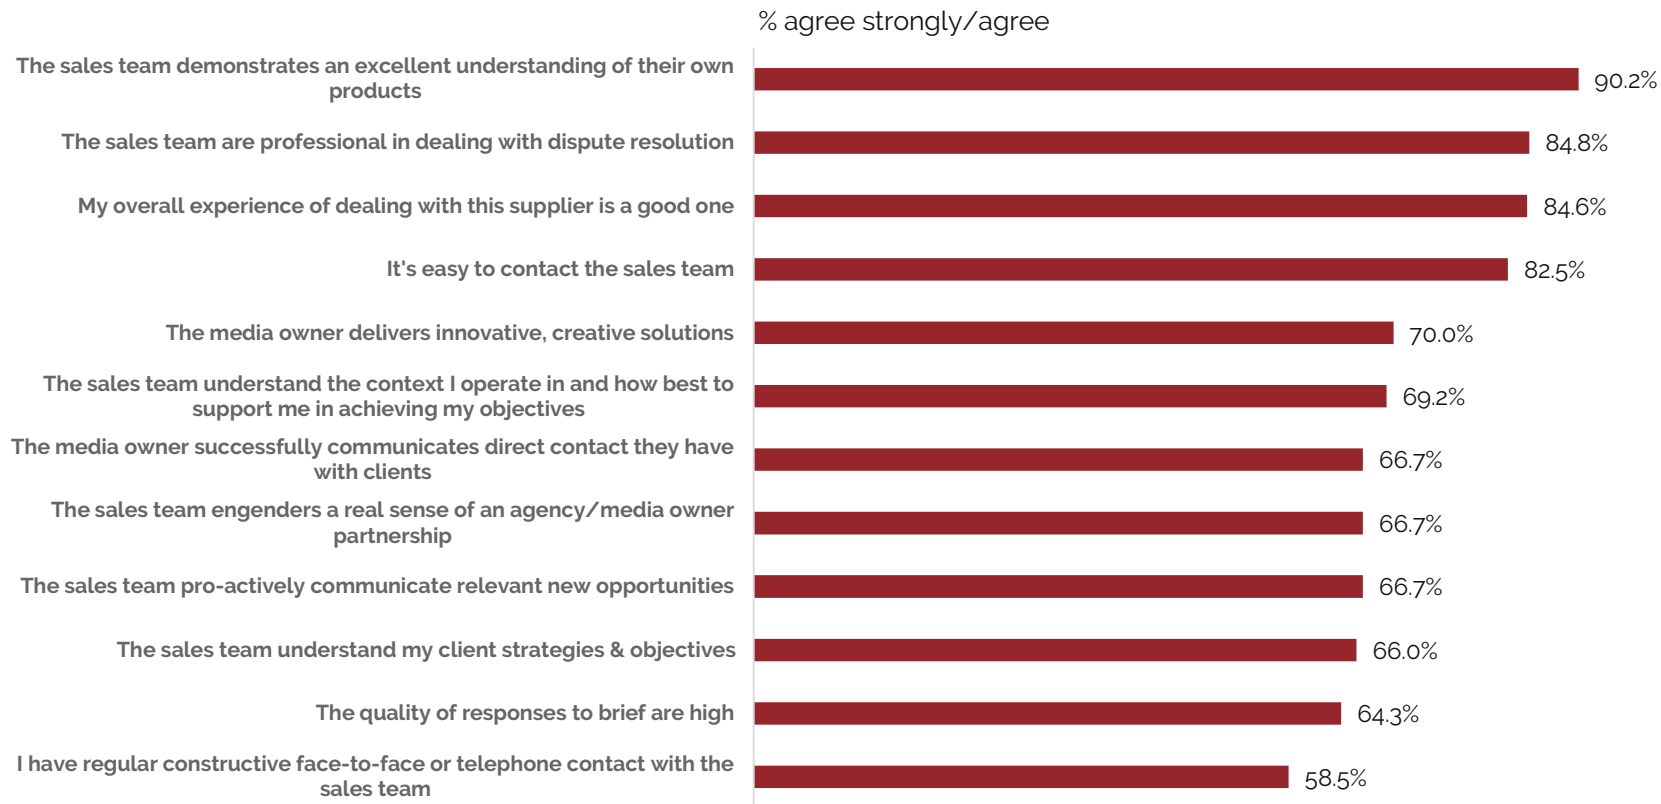 % agree strongly/agree
The sales team demonstrates an excellent understanding of their own
products
90.2%
The sales team are professional in dealing with dispute resolution
84.8%
My overall experience of dealing with this supplier is a good one
84.6%
It's easy to contact the sales team
82.5%
The media owner delivers innovative, creative solutions
70.0%
The sales team understand the context I operate in and how best to
support me in achieving my objectives
69.2%
The media owner successfully communicates direct contact they have
with clients
66.7%
The sales team engenders a real sense of an agency/media owner
partnership
66.7%
The sales team pro-actively communicate relevant new opportunities
66.7%
The sales team understand my client strategies & objectives
66.0%
The quality of responses to brief are high
64.3%
I have regular constructive face-to-face or telephone contact with the
sales team
58.5%